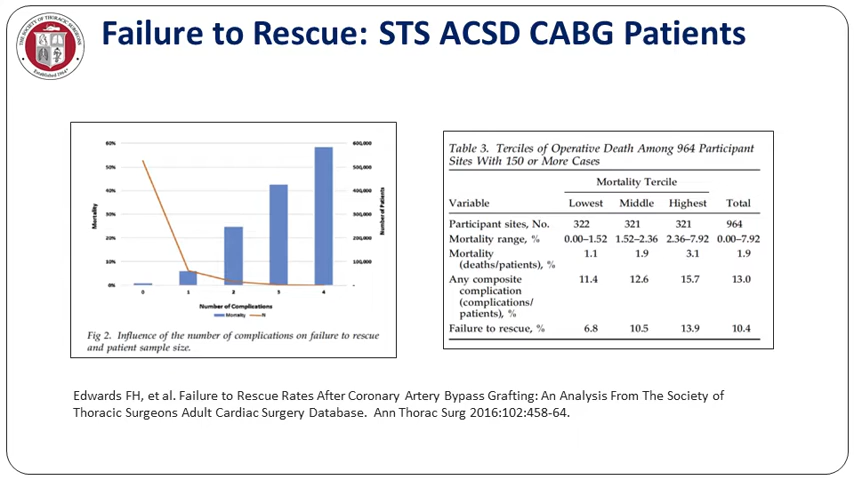 THE SOCIETY OF THORACIC SURGEONS
Established 1964
Failure to Rescue: STS ACSD CABG Patients
60%
50%
40%
30%
20%
10%
0%
Mortality
600,000
500,000
400,000
300,000
200,000
100,000
-
Number of Patients
0 1 2 3 4
Number of Complications
Mortality N
Fig 2. Influence of the number of complications on failure to rescue
and patient sample size.
Table 3. Terciles of Operative Death Among 964 Participant
Sites With 150 or More Cases
Mortality Tercile
Variable Lowest Middle Highest Total
Participant sites, No. 322 321 321 964
Mortality range, % 0.00–1.52 1.52–2.36 2.36–7.92 0.00–7.92
Mortality 1.1 1.9 3.1 1.9
(deaths/patients), %
Any composite 11.4 12.6 15.7 13.0
complication
(complications/
patients), %
Failure to rescue, % 6.8 10.5 13.9 10.4
Edwards FH, et al. Failure to Rescue Rates After Coronary Artery Bypass Grafting: An Analysis From The Society of
Thoracic Surgeons Adult Cardiac Surgery Database. Ann Thorac Surg 2016:102:458-64.